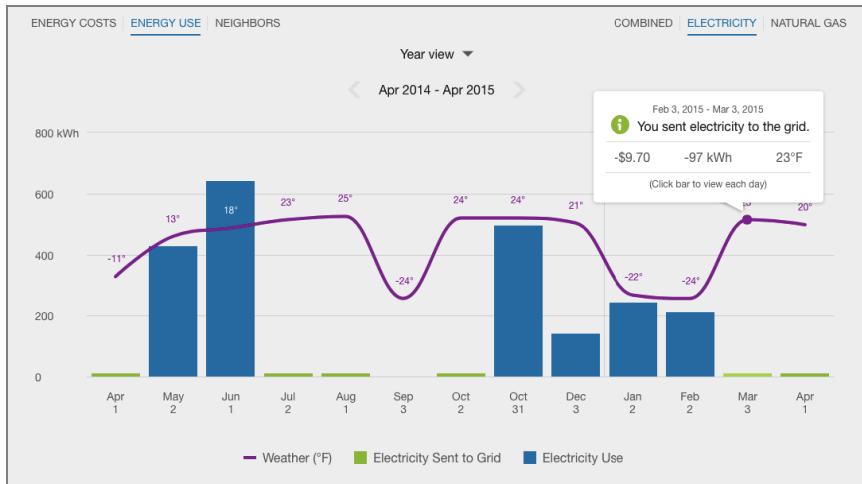 ENERGY COSTS ENERGY USE NEIGHBORS COMBINED ELECTRICITY NATURAL GAS
Year view
Apr 2014 - Apr 2015
Feb 3, 2015 - Mar 3, 2015
You sent electricity to the grid.
-$9.70 -97 kWh 23°F
(Click bar to view each day)
800 kWh
600
400
200
0
-11° 13° 18° 23° 25° -24° 24° 24° 21° -22° -24° 20°
Apr May Jun Jul Aug Sep Oct Oct Dec Jan Feb Mar Apr
1 2 1 2 1 3 2 31 3 2 2 3 1
Weather (°F) Electricity Sent to Grid Electricity Use